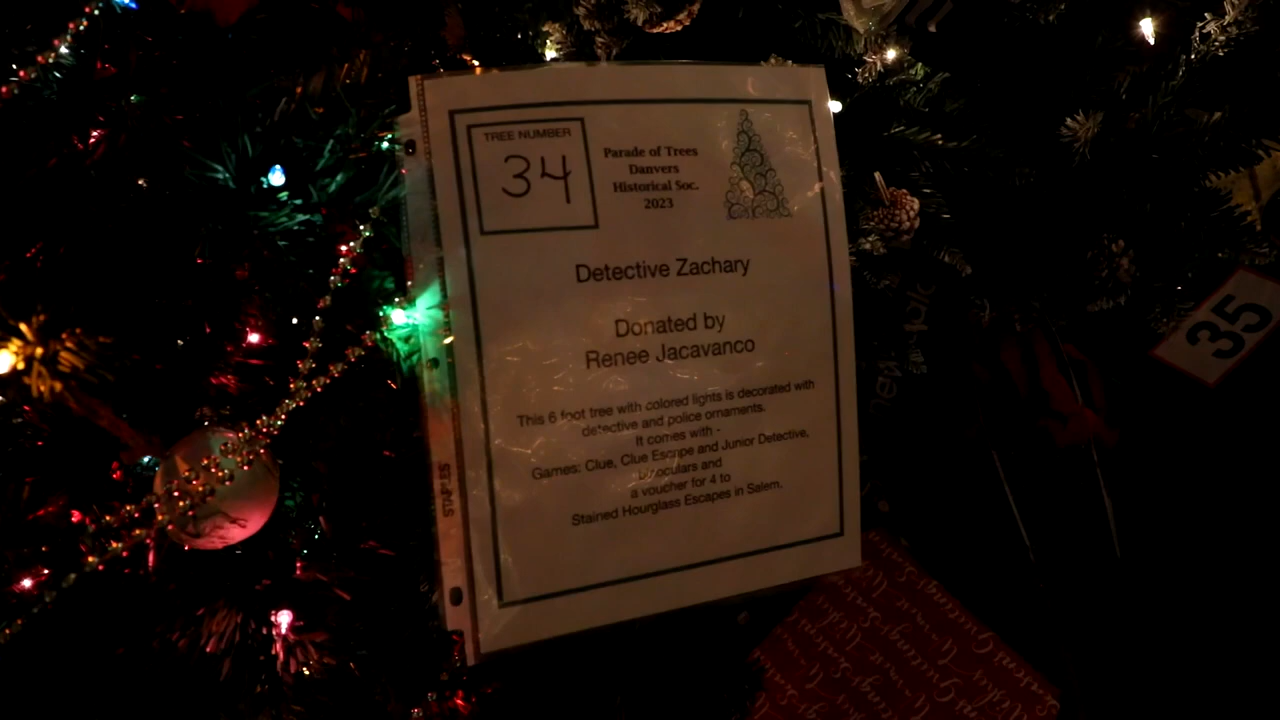 TREE NUMBER
34
Parade of Trees
Danvers
Historical Soc.
2023
Detective Zachary
Donated by
Renee Jacavanco
This 6 foot tree with colored lights is decorated with
detective and police ornaments.
It comes with -
Games: Clue, Clue Escape and Junior Detective,
binoculars and
a voucher for 4 to
Stained Hourglass Escapes in Salem.
STAPLES
35